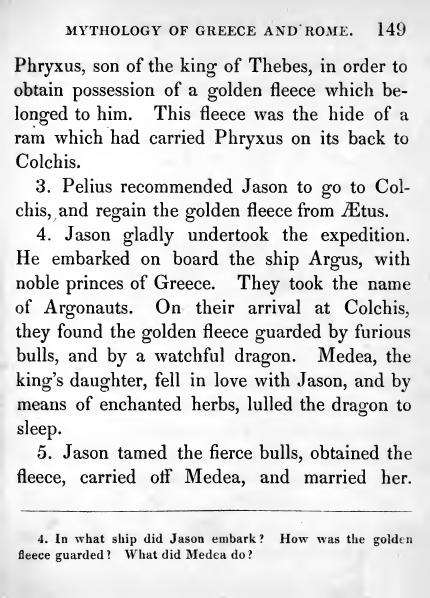 MYTHOLOGY OF GREECE AND ROME. 149
Phryxus, son of the king of Thebes, in order to
obtain possession of a golden fleece which be-
longed to him. This fleece was the hide of a
ram which had carried Phryxus on its back to
Colchis.
3. Pelius recommended Jason to go to Col-
chis, and regain the golden fleece from Ætus.
4. Jason gladly undertook the expedition.
He embarked on board the ship Argus, with
noble princes of Greece. They took the name
of Argonauts. On their arrival at Colchis,
they found the golden fleece guarded by furious
bulls, and by a watchful dragon. Medea, the
king's daughter, fell in love with Jason, and by
means of enchanted herbs, lulled the dragon to
sleep.
5. Jason tamed the fierce bulls, obtained the
fleece, carried off Medea, and married her.
4. In what ship did Jason embark? How was the golden
fleece guarded? What did Medea do?